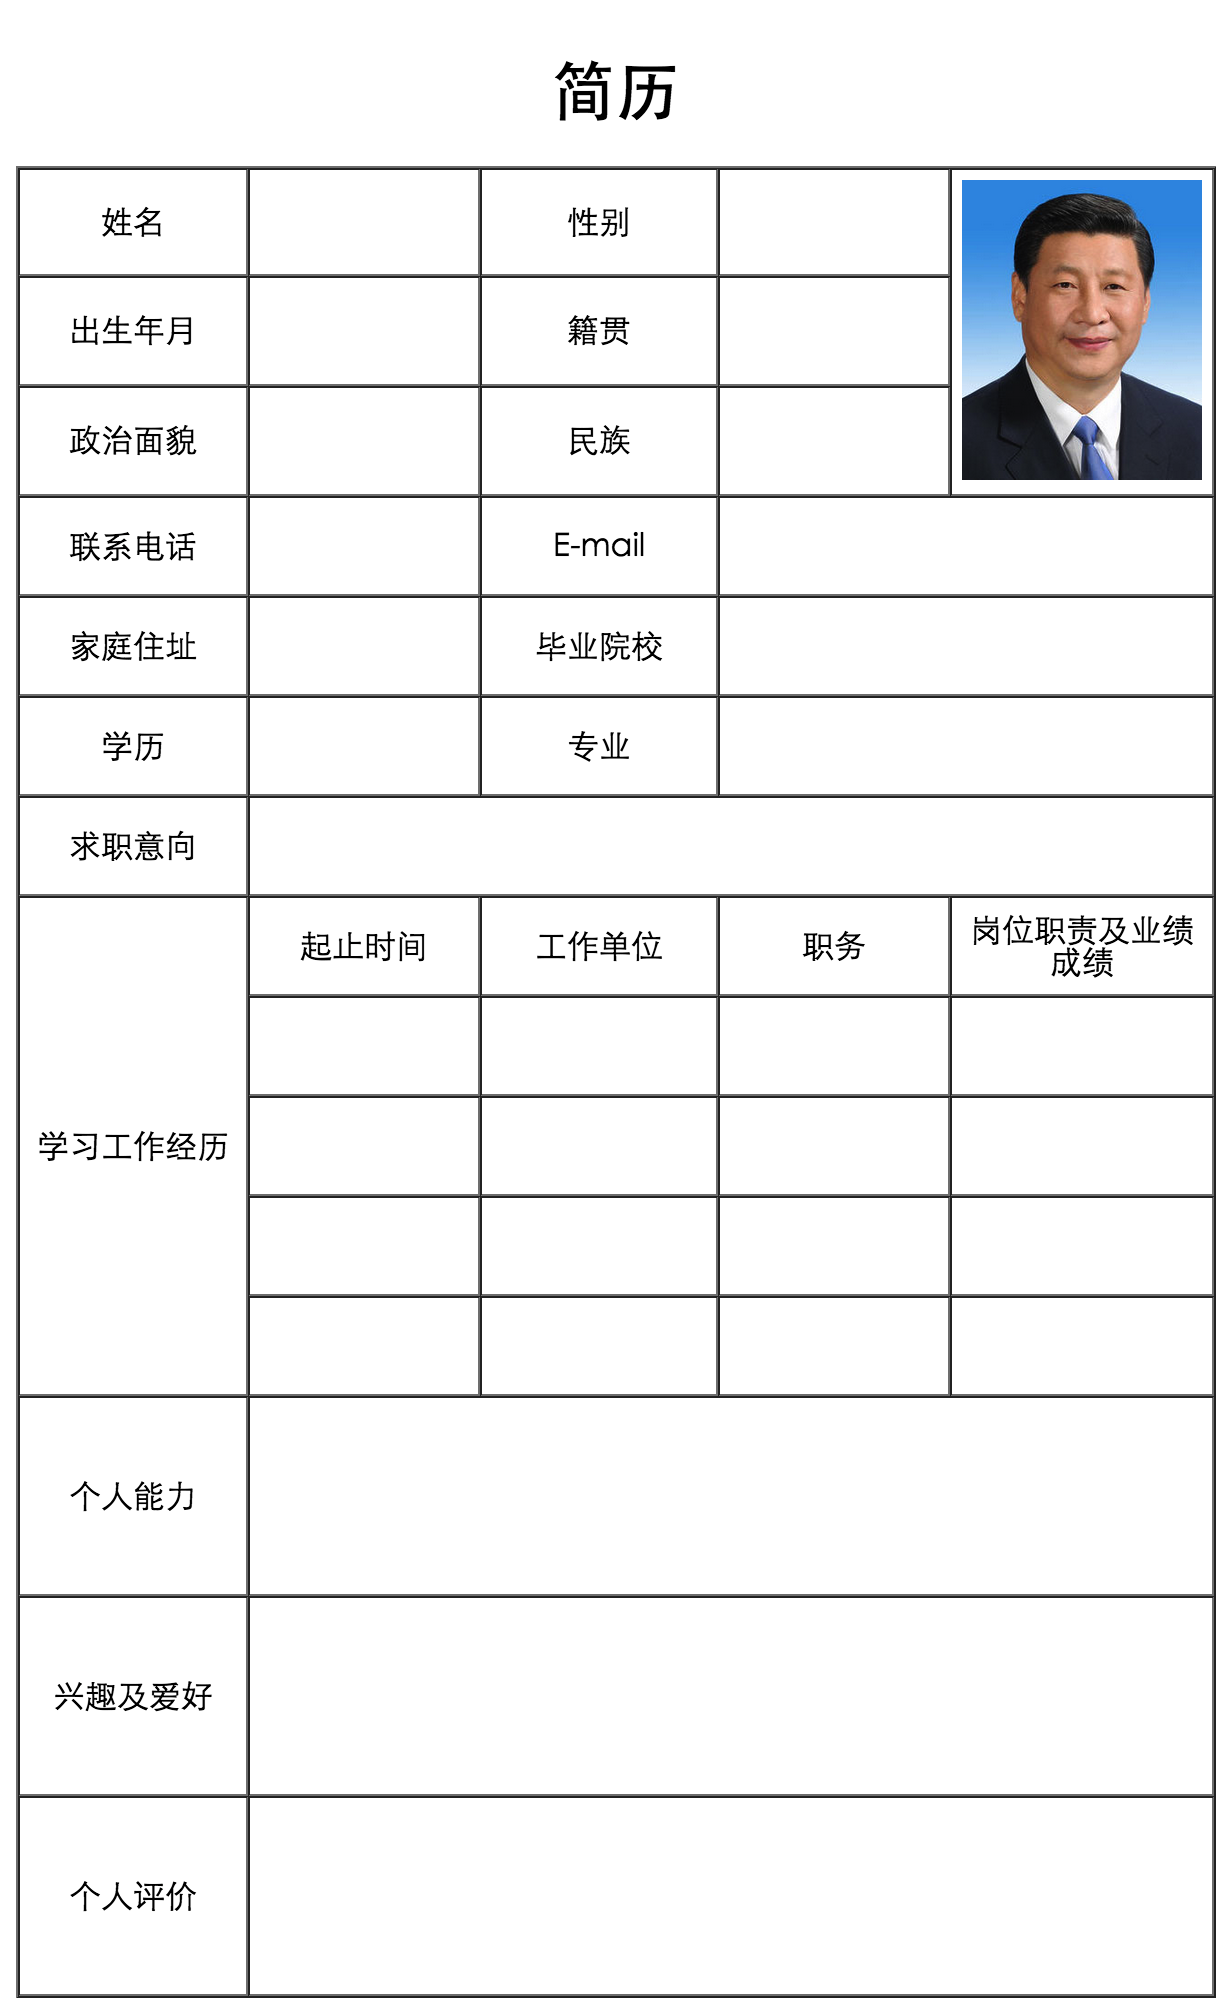 简历
姓名
性别
出生年月
籍贯
政治面貌
民族
联系电话
E-mail
家庭住址
毕业院校
学历
专业
求职意向
学习工作经历
起止时间
工作单位
职务
岗位职责及业绩
成绩
个人能力
兴趣及爱好
个人评价